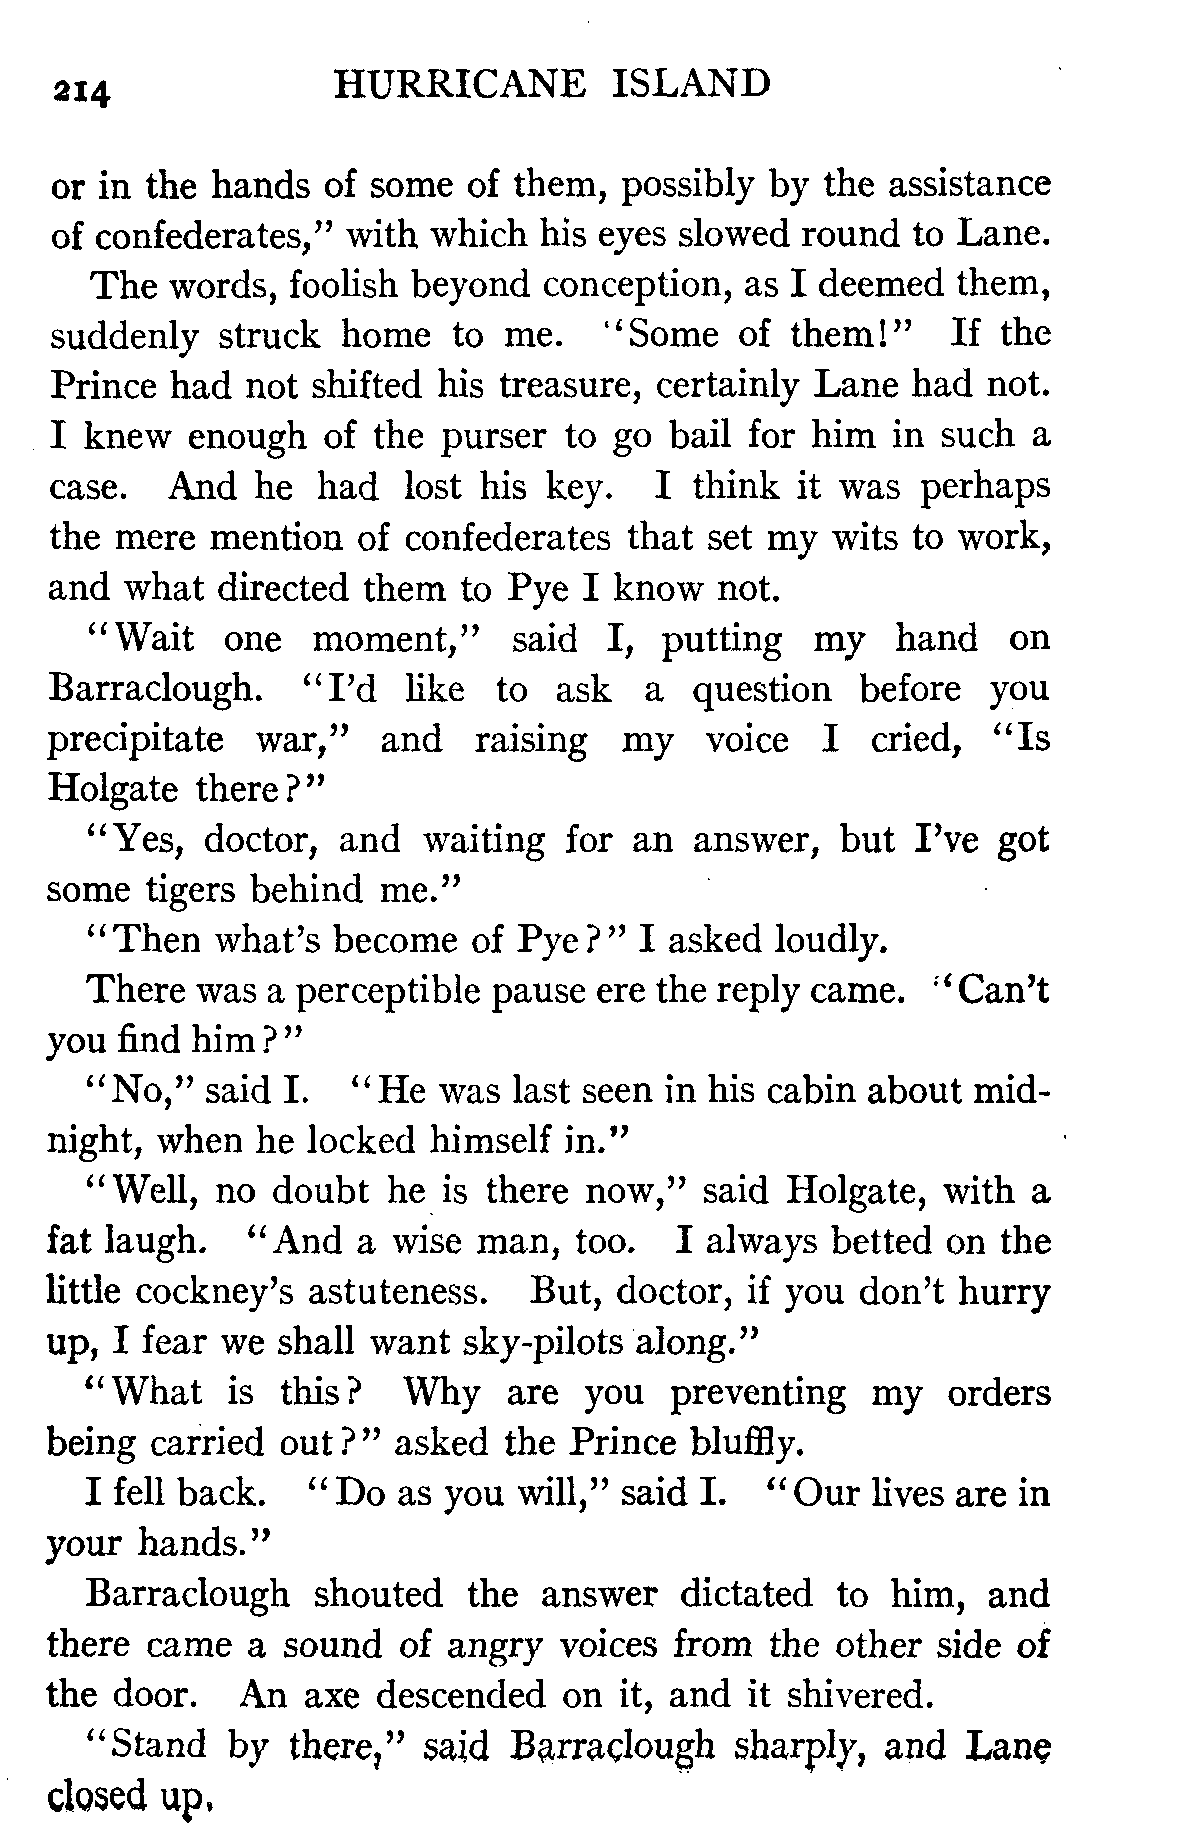 214 HURRICANE ISLAND
or in the hands of some of them, possibly by the assistance
of confederates,” with which his eyes slowed round to Lane.
The words, foolish beyond conception, as I deemed them,
suddenly struck home to me. “Some of them!” If the
Prince had not shifted his treasure, certainly Lane had not.
I knew enough of the purser to go bail for him in such a
case. And he had lost his key. I think it was perhaps
the mere mention of confederates that set my wits to work,
and what directed them to Pye I know not.
“Wait one moment,” said I, putting my hand on
Barraclough. “I’d like to ask a question before you
precipitate war,” and raising my voice I cried, “Is
Holgate there?”
“Yes, doctor, and waiting for an answer, but I’ve got
some tigers behind me.”
“Then what’s become of Pye?” I asked loudly.
There was a perceptible pause ere the reply came. “Can’t
you find him?”
“No,” said I. “He was last seen in his cabin about mid-
night, when he locked himself in.”
“Well, no doubt he is there now,” said Holgate, with a
fat laugh. “And a wise man, too. I always betted on the
little cockney’s astuteness. But, doctor, if you don’t hurry
up, I fear we shall want sky-pilots along.”
“What is this? Why are you preventing my orders
being carried out?” asked the Prince bluffly.
I fell back. “Do as you will,” said I. “Our lives are in
your hands.”
Barraclough shouted the answer dictated to him, and
there came a sound of angry voices from the other side of
the door. An axe descended on it, and it shivered.
“Stand by there,” said Barraclough sharply, and Lane
closed up.